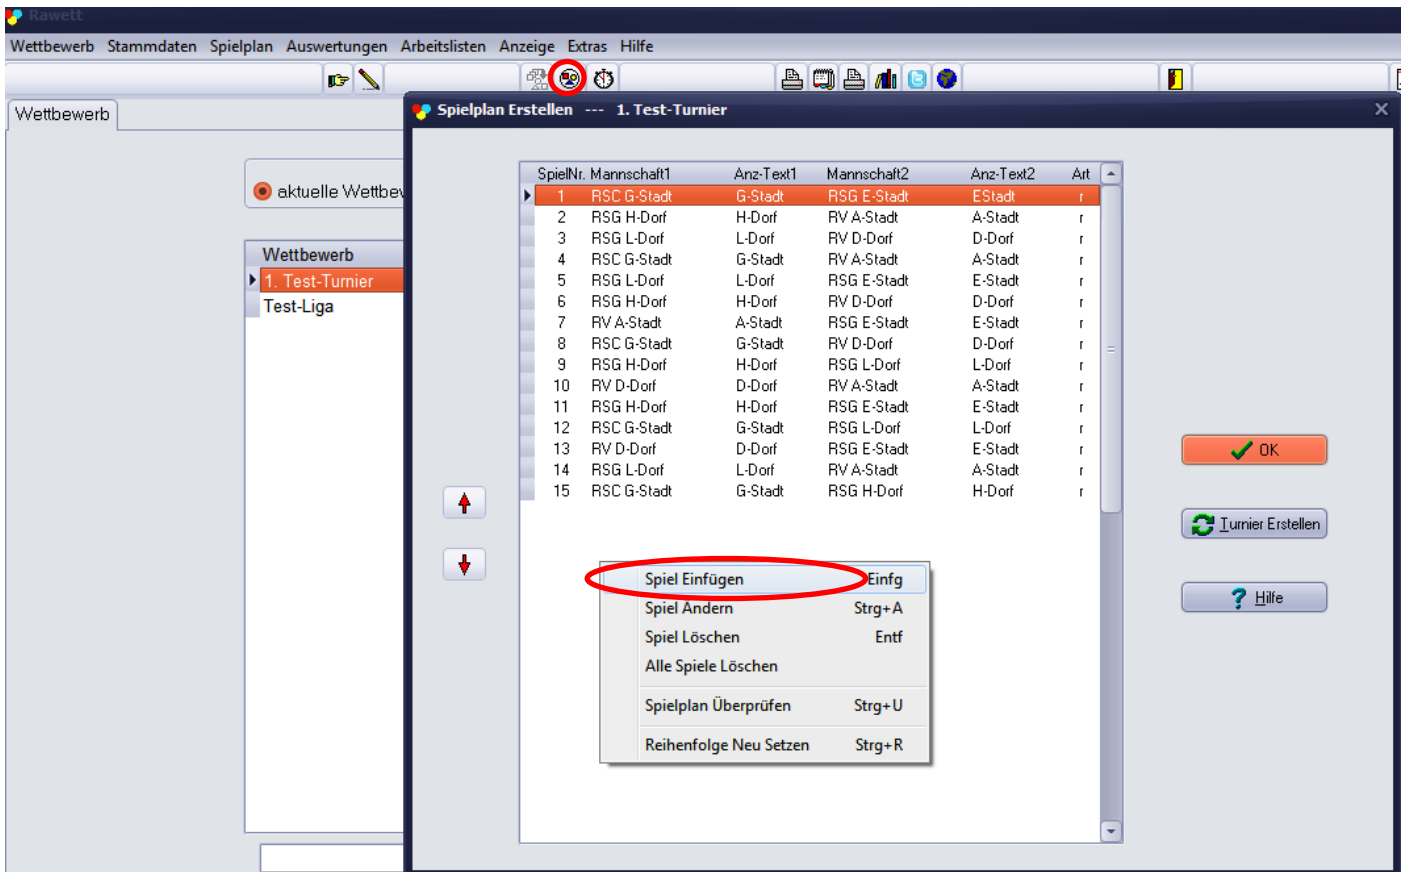 Rawett
Wettbewerb Stammdaten Spielplan Auswertungen Arbeitslisten Anzeige Extras Hilfe
Wettbewerb
Spielplan Erstellen --- 1. Test-Turnier
aktuelle Wettbew
Wettbewerb
1. Test-Turnier
Test-Liga
SpielNr. Mannschaft1 Anz-Text1 Mannschaft2 Anz-Text2 Art
1 RSC G-Stadt G-Stadt RSG E-Stadt EStadt r
2 RSG H-Dorf H-Dorf RV A-Stadt A-Stadt r
3 RSG L-Dorf L-Dorf RV D-Dorf D-Dorf r
4 RSC G-Stadt G-Stadt RV A-Stadt A-Stadt r
5 RSG L-Dorf L-Dorf RSG E-Stadt E-Stadt r
6 RSG H-Dorf H-Dorf RV D-Dorf D-Dorf r
7 RV A-Stadt A-Stadt RSG E-Stadt E-Stadt r
8 RSC G-Stadt G-Stadt RV D-Dorf D-Dorf r
9 RSG H-Dorf H-Dorf RSG L-Dorf L-Dorf r
10 RV D-Dorf D-Dorf RV A-Stadt A-Stadt r
11 RSG H-Dorf H-Dorf RSG E-Stadt E-Stadt r
12 RSC G-Stadt G-Stadt RSG L-Dorf L-Dorf r
13 RV D-Dorf D-Dorf RSG E-Stadt E-Stadt r
14 RSG L-Dorf L-Dorf RV A-Stadt A-Stadt r
15 RSC G-Stadt G-Stadt RSG H-Dorf H-Dorf r
Spiel Einfügen Einfg
Spiel Ändern Strg+A
Spiel Löschen Entf
Alle Spiele Löschen
Spielplan Überprüfen Strg+U
Reihenfolge Neu Setzen Strg+R
OK
Turnier Erstellen
Hilfe